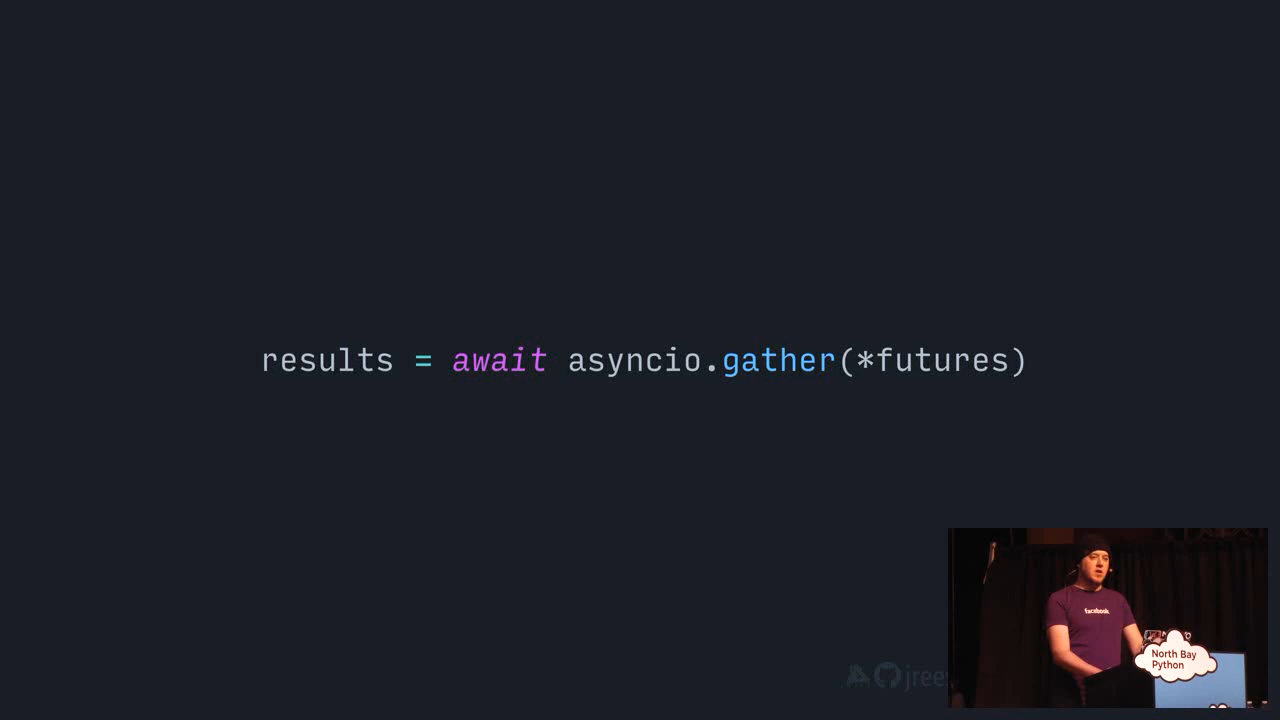 results = await asyncio.gather(*futures)
facebook
North Bay
Python